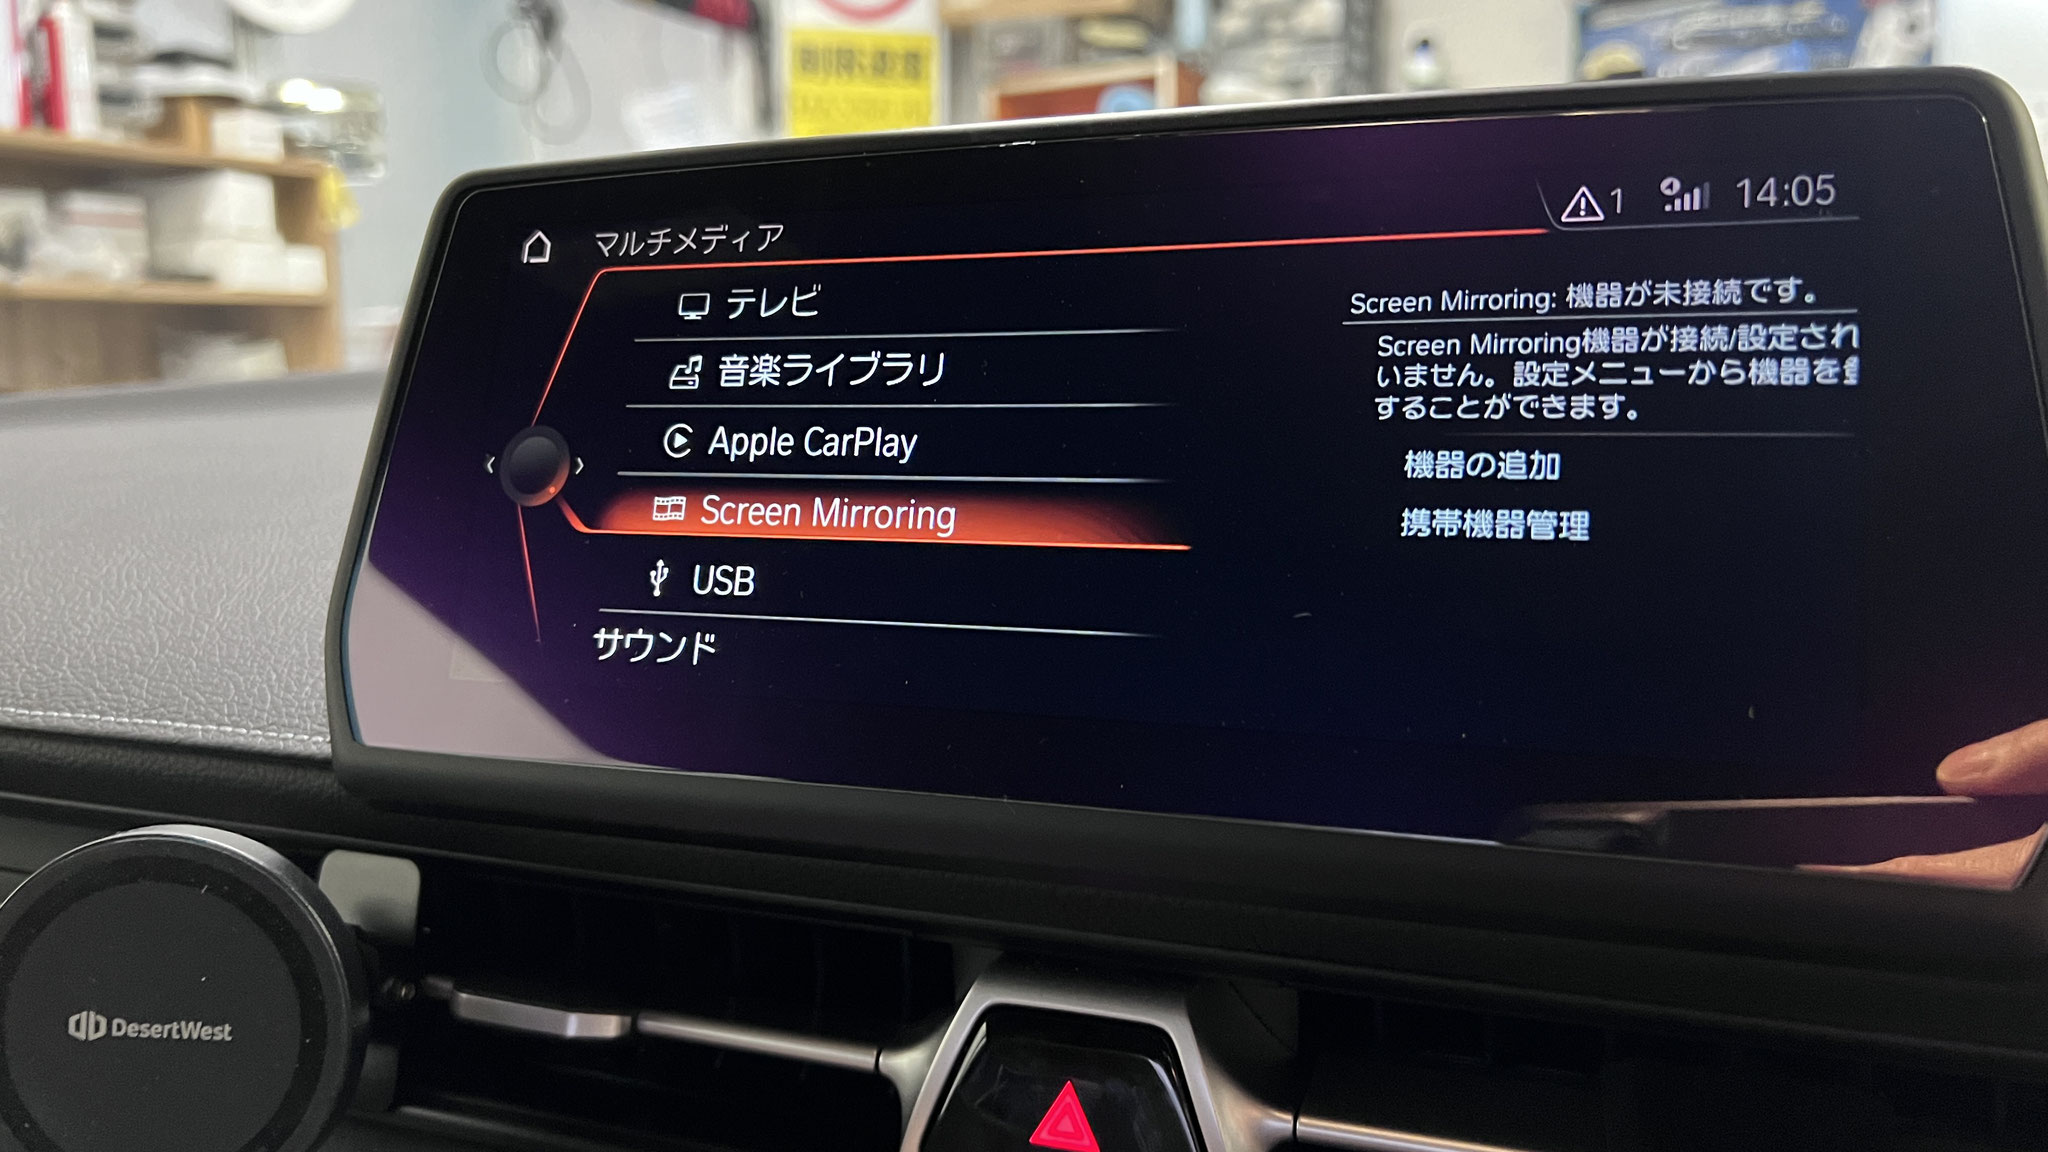 マルチメディア
1 14:05
テレビ
音楽ライブラリ
Apple CarPlay
Screen Mirroring
USB
サウンド
Screen Mirroring: 機器が未接続です。
Screen Mirroring機器が接続/設定され
いません。設定メニューから機器を
することができます。
機器の追加
携帯機器管理
DesertWest